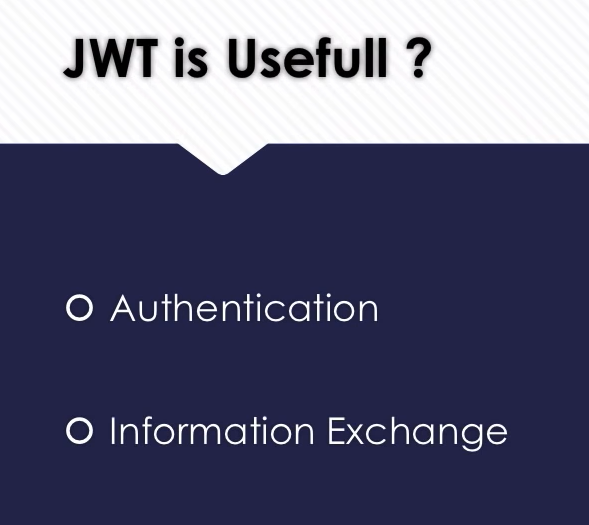 JWT is Usefull ?
Authentication
Information Exchange